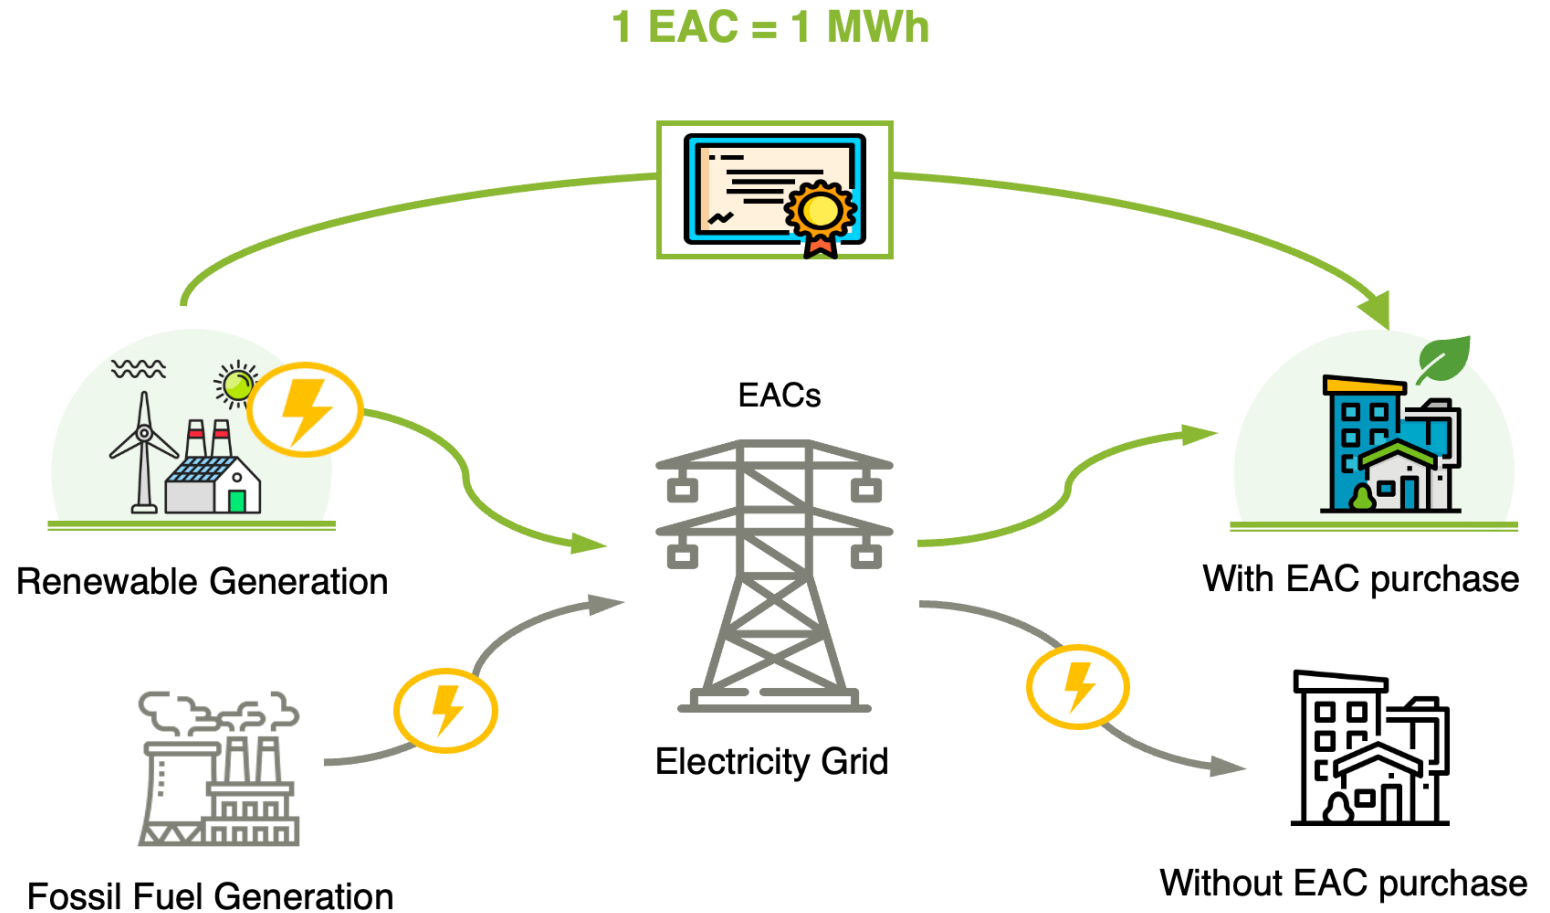 1 EAC = 1 MWh
EACs
Renewable Generation
With EAC purchase
Electricity Grid
Fossil Fuel Generation
Without EAC purchase